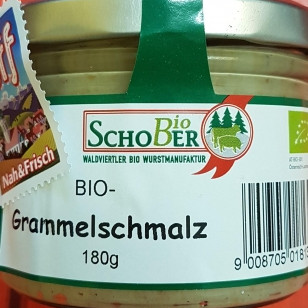 Bio
SCHOBER
WALDVIERTLER BIO WURSTMANUFAKTUR
Nah&Frisch
BIO-
Grammelschmalz
180g
9 008705 018